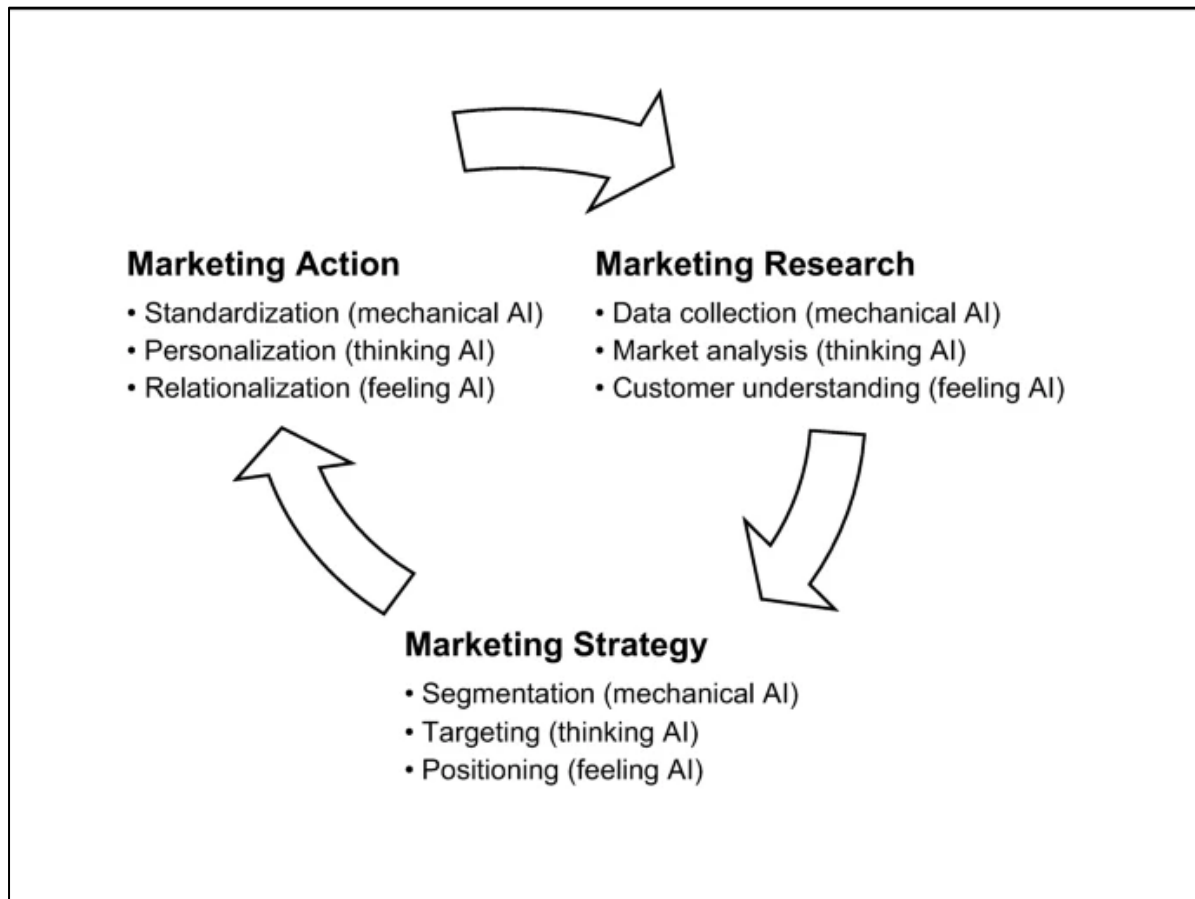 Marketing Action
• Standardization (mechanical AI)
• Personalization (thinking AI)
• Relationalization (feeling AI)
Marketing Research
• Data collection (mechanical AI)
• Market analysis (thinking AI)
• Customer understanding (feeling AI)
Marketing Strategy
• Segmentation (mechanical AI)
• Targeting (thinking AI)
• Positioning (feeling AI)